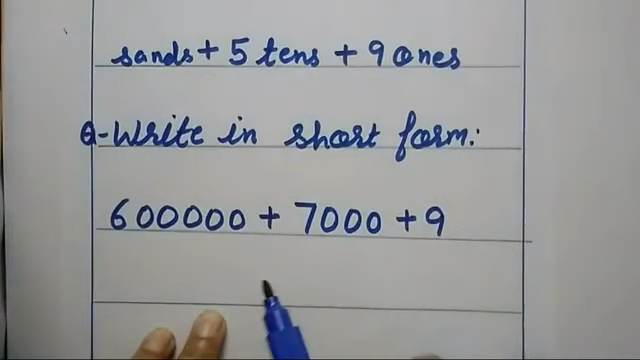 sands + 5 tens + 9 ones
Q-Write in short form:
600000 + 7000 + 9